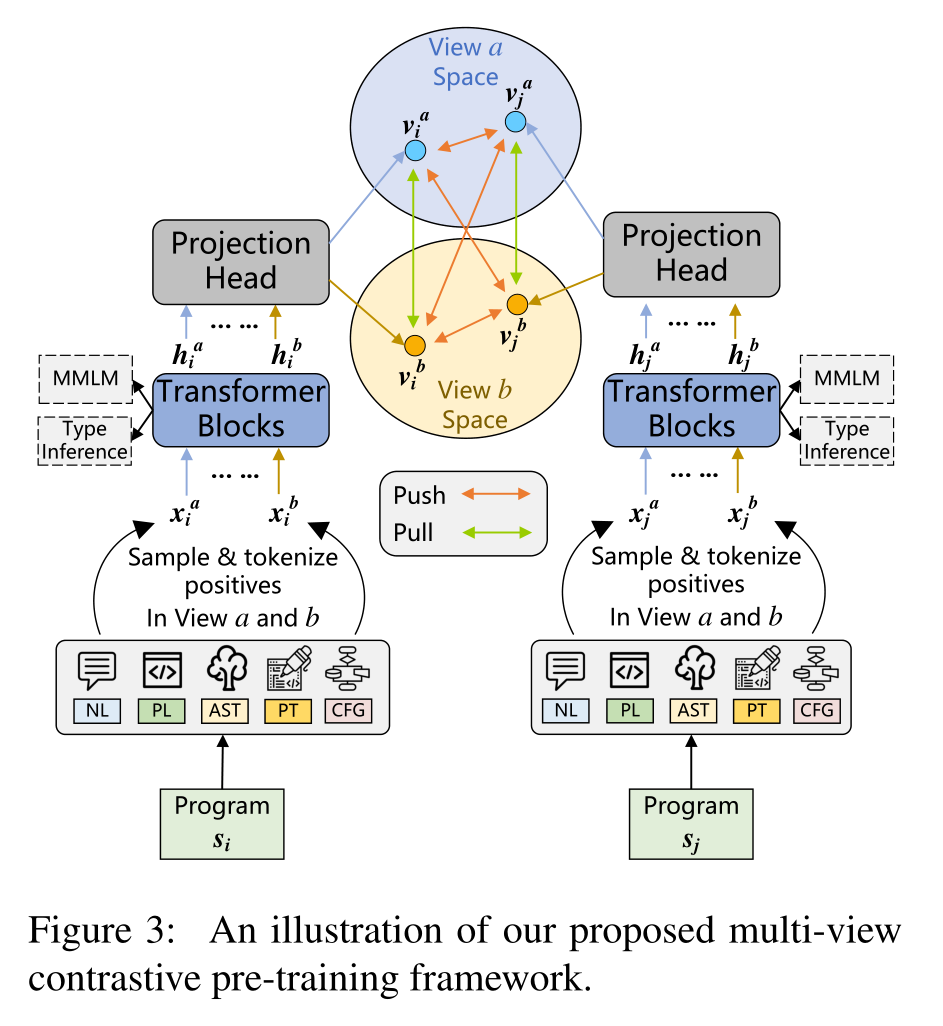 View a
Space
v_i^a
v_j^a
Projection
Head
Projection
Head
... ...
... ...
h_i^a
h_i^b
v_i^b
v_j^b
h_j^a
h_j^b
MMLM
Type
Inference
Transformer
Blocks
View b
Space
Transformer
Blocks
MMLM
Type
Inference
... ...
... ...
x_i^a
x_i^b
Push
Pull
x_j^a
x_j^b
Sample & tokenize
positives
In View a and b
Sample & tokenize
positives
In View a and b
</>
</>
</>
</>
NL PL AST PT CFG
NL PL AST PT CFG
Program
s_i
Program
s_j
Figure 3: An illustration of our proposed multi-view
contrastive pre-training framework.